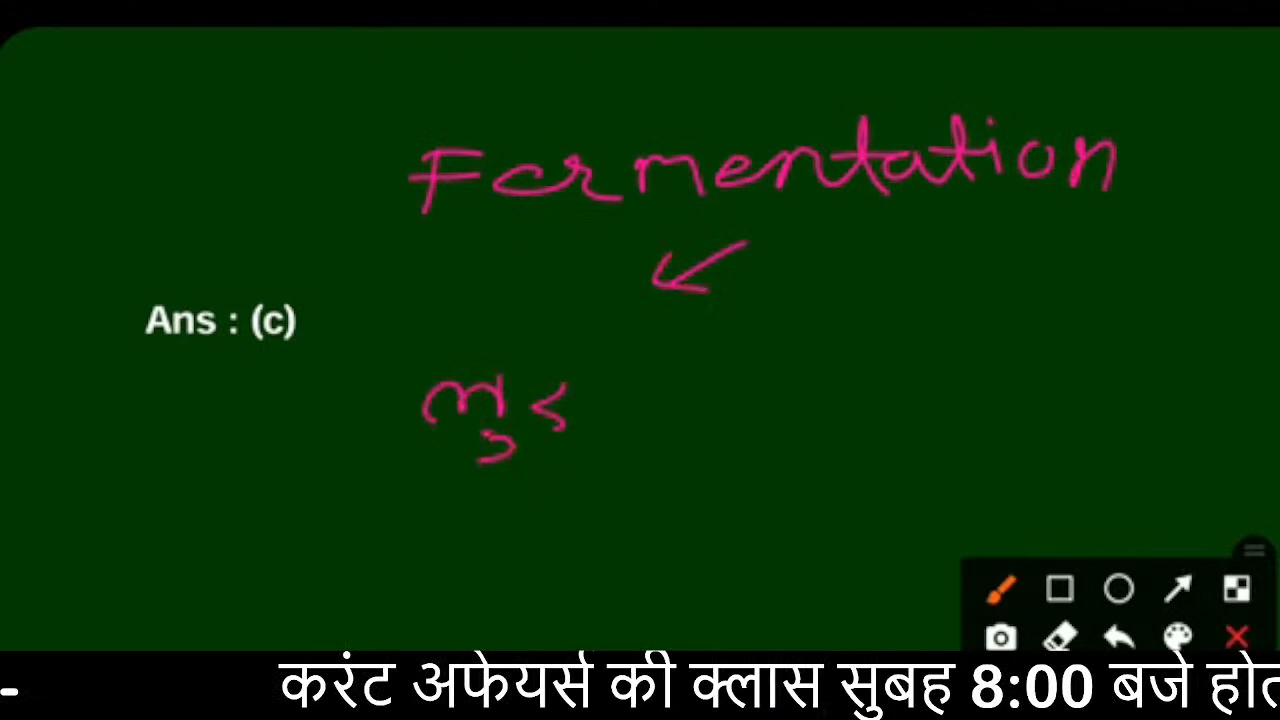 Fermentation
Ans : (c)
- करंट अफेयर्स की क्लास सुबह 8:00 बजे